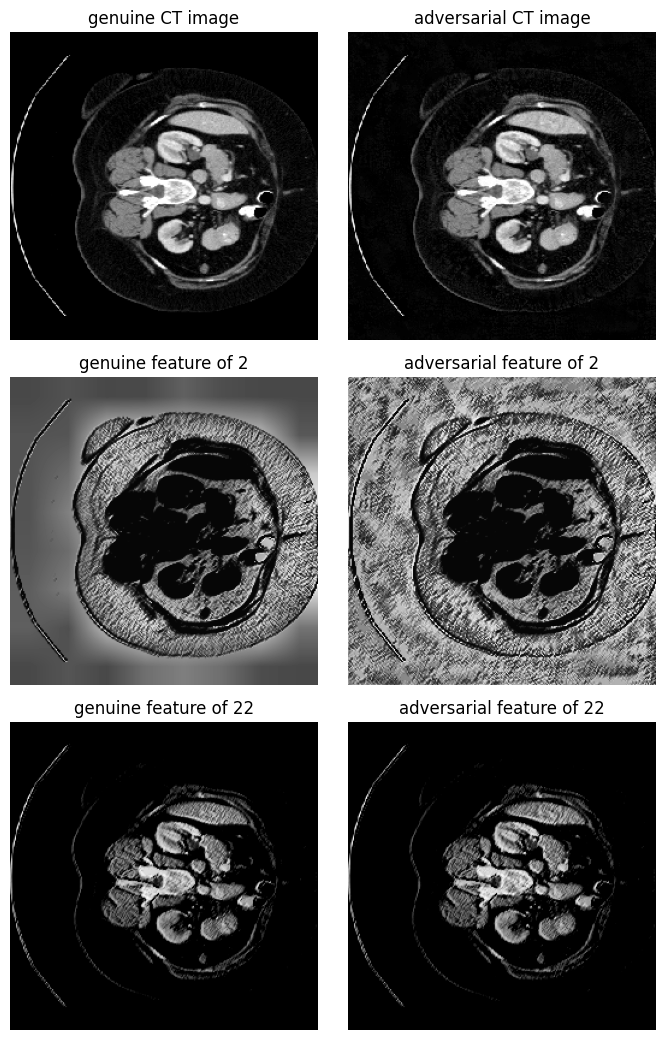 genuine CT image
adversarial CT image
genuine feature of 2
adversarial feature of 2
genuine feature of 22
adversarial feature of 22